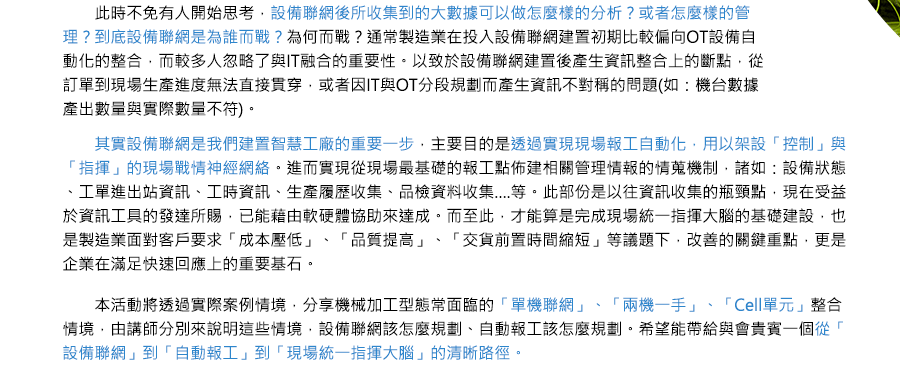 此時不免有人開始思考，設備聯網後所收集到的大數據可以做怎麼樣的分析？或者怎麼樣的管
理？到底設備聯網是為誰而戰？為何而戰？通常製造業在投入設備聯網建置初期比較偏向OT設備自
動化的整合，而較多人忽略了與IT融合的重要性。以致於設備聯網建置後產生資訊整合上的斷點，從
訂單到現場生產進度無法直接貫穿，或者因IT與OT分段規劃而產生資訊不對稱的問題(如：機台數據
產出數量與實際數量不符)。
其實設備聯網是我們建置智慧工廠的重要一步，主要目的是透過實現現場報工自動化，用以架設「控制」與
「指揮」的現場戰情神經網絡。進而實現從現場最基礎的報工點佈建相關管理情報的情蒐機制，諸如：設備狀態
、工單進出站資訊、工時資訊、生產履歷收集、品檢資料收集....等。此部份是以往資訊收集的瓶頸點，現在受益
於資訊工具的發達所賜，已能藉由軟硬體協助來達成。而至此，才能算是完成現場統一指揮大腦的基礎建設，也
是製造業面對客戶要求「成本壓低」、「品質提高」、「交貨前置時間縮短」等議題下，改善的關鍵重點，更是
企業在滿足快速回應上的重要基石。
本活動將透過實際案例情境，分享機械加工型態常面臨的「單機聯網」、「兩機一手」、「Cell單元」整合
情境，由講師分別來說明這些情境，設備聯網該怎麼規劃、自動報工該怎麼規劃。希望能帶給與會貴賓一個從「
設備聯網」到「自動報工」到「現場統一指揮大腦」的清晰路徑。